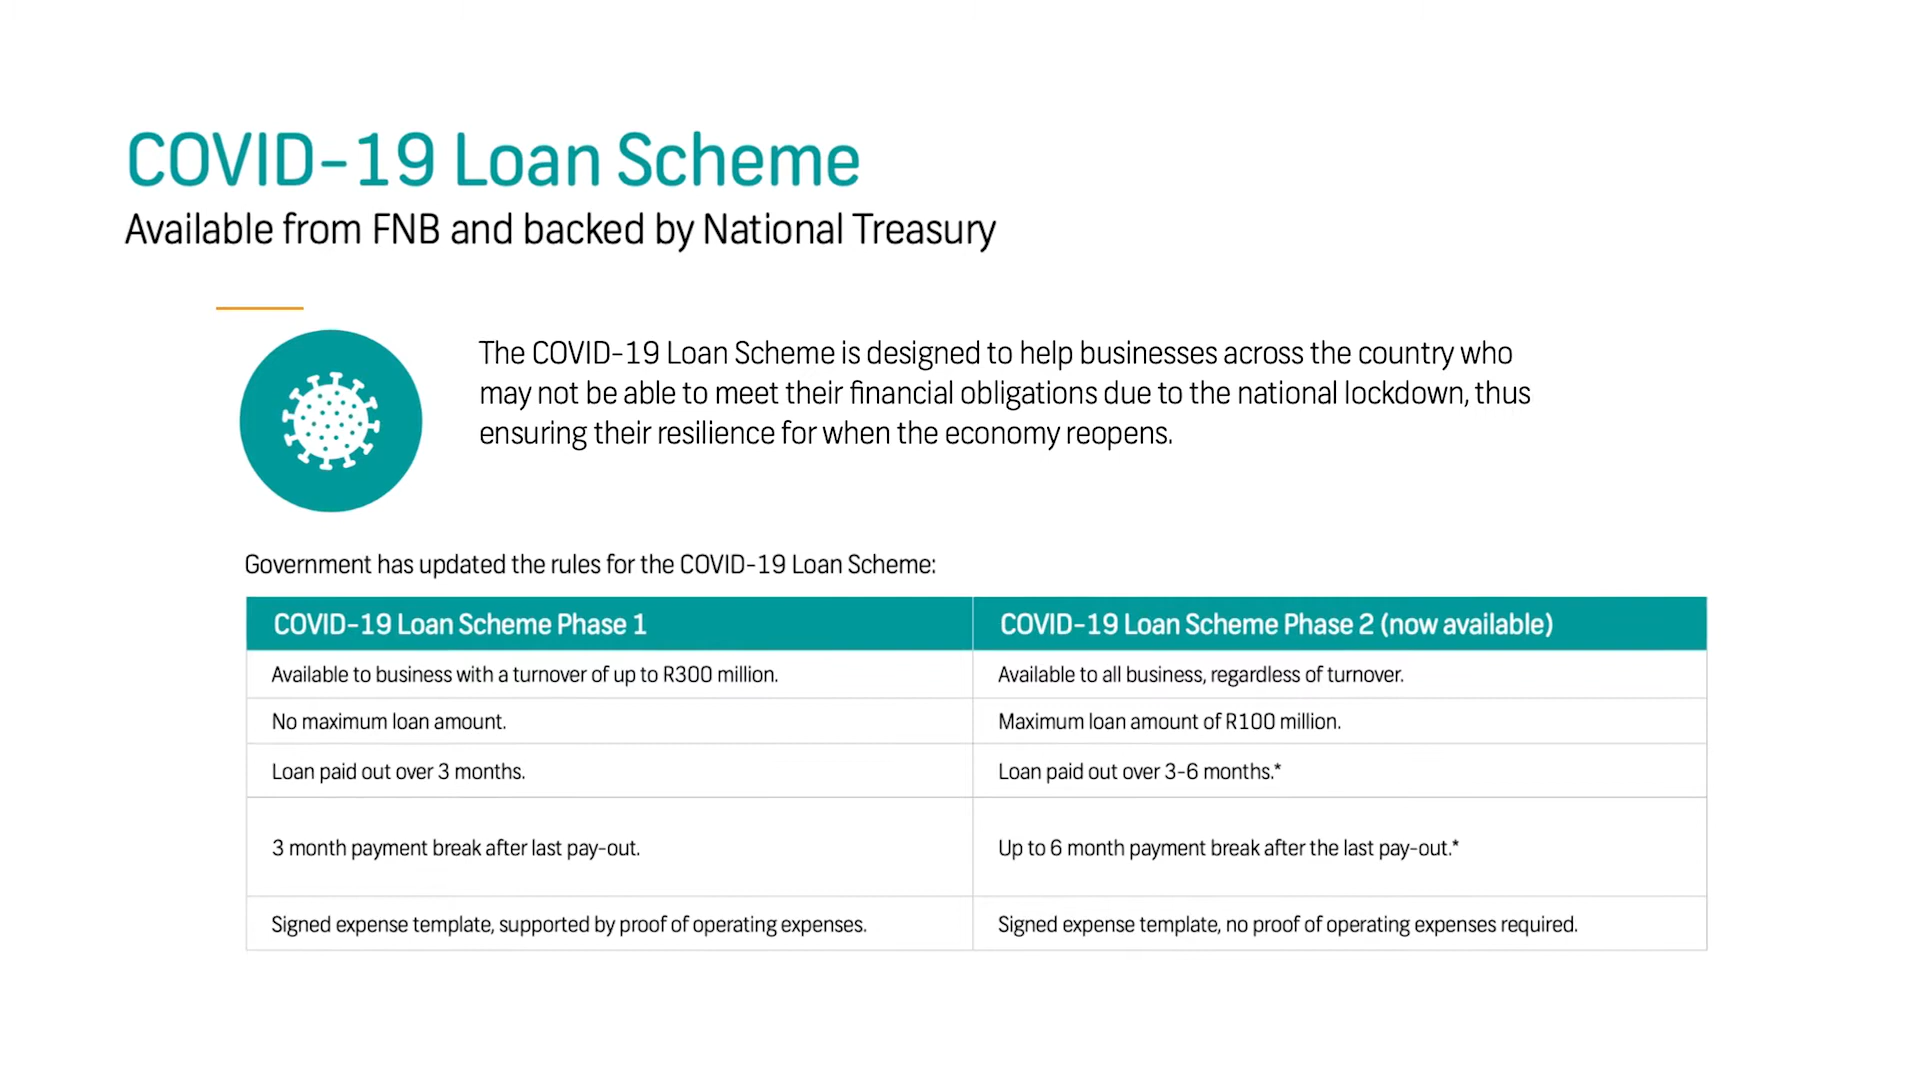 COVID-19 Loan Scheme
Available from FNB and backed by National Treasury
The COVID-19 Loan Scheme is designed to help businesses across the country who
may not be able to meet their financial obligations due to the national lockdown, thus
ensuring their resilience for when the economy reopens.
Government has updated the rules for the COVID-19 Loan Scheme:
COVID-19 Loan Scheme Phase 1
COVID-19 Loan Scheme Phase 2 (now available)
Available to business with a turnover of up to R300 million.
Available to all business, regardless of turnover.
No maximum loan amount.
Maximum loan amount of R100 million.
Loan paid out over 3 months.
Loan paid out over 3-6 months.*
3 month payment break after last pay-out.
Up to 6 month payment break after the last pay-out.*
Signed expense template, supported by proof of operating expenses.
Signed expense template, no proof of operating expenses required.